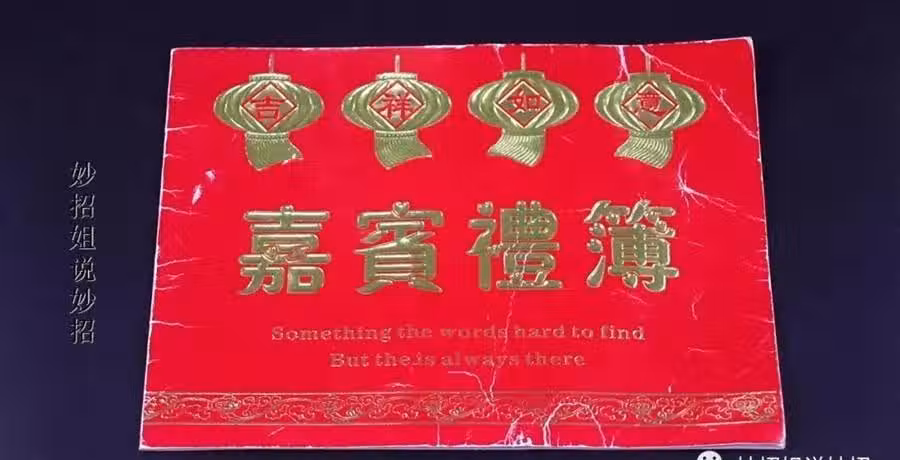 吉祥如意
嘉賓禮簿
Something the words hard to find
But the is always there
妙招姐说妙招